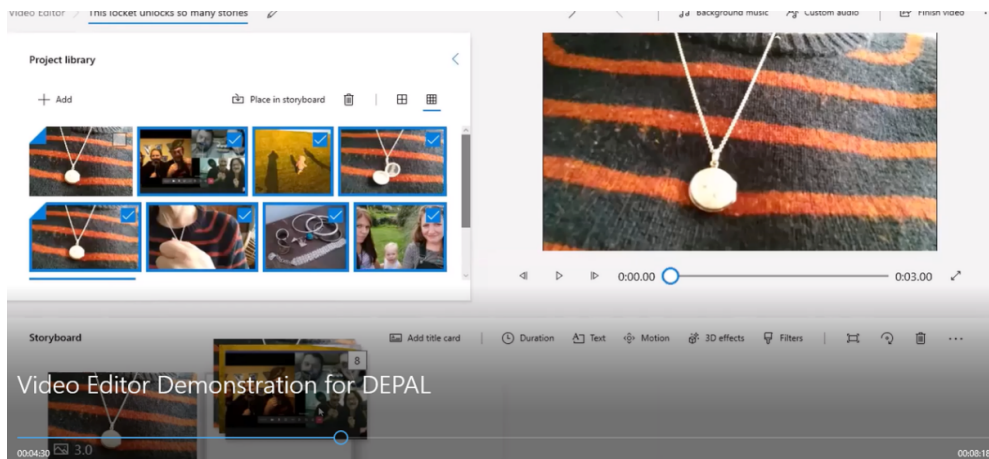 Video Editor / This locket unlocks so many stories
Background music Custom audio Finish video
Project library
Add Place in storyboard
0:00.00 0:03.00
Storyboard Add title card Duration Text Motion 3D effects Filters ...
8
Video Editor Demonstration for DEPAL
00:04:30 3.0 00:08:18